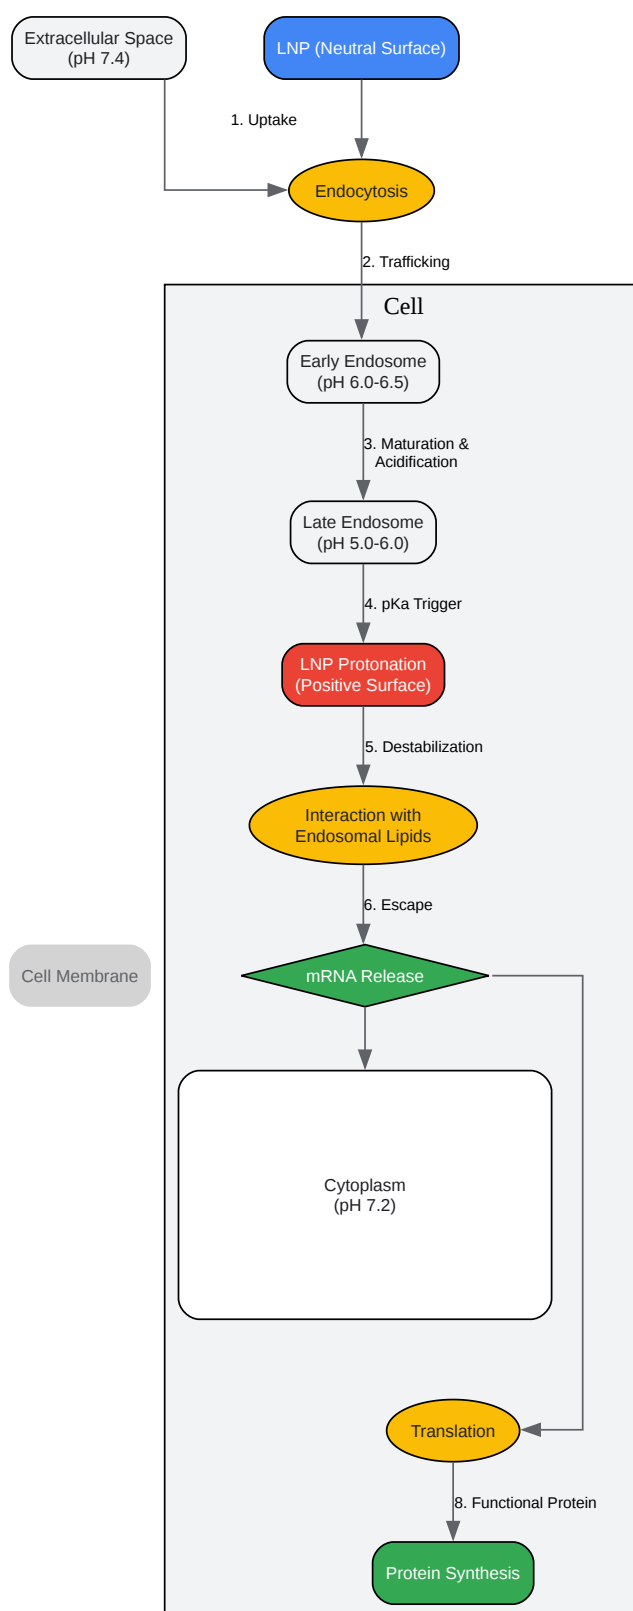 Extracellular Space
(pH 7.4)
LNP (Neutral Surface)
1. Uptake
Endocytosis
2. Trafficking
Cell
Early Endosome
(pH 6.0-6.5)
3. Maturation &
Acidification
Late Endosome
(pH 5.0-6.0)
4. pKa Trigger
LNP Protonation
(Positive Surface)
5. Destabilization
Interaction with
Endosomal Lipids
6. Escape
Cell Membrane
mRNA Release
Cytoplasm
(pH 7.2)
Translation
8. Functional Protein
Protein Synthesis